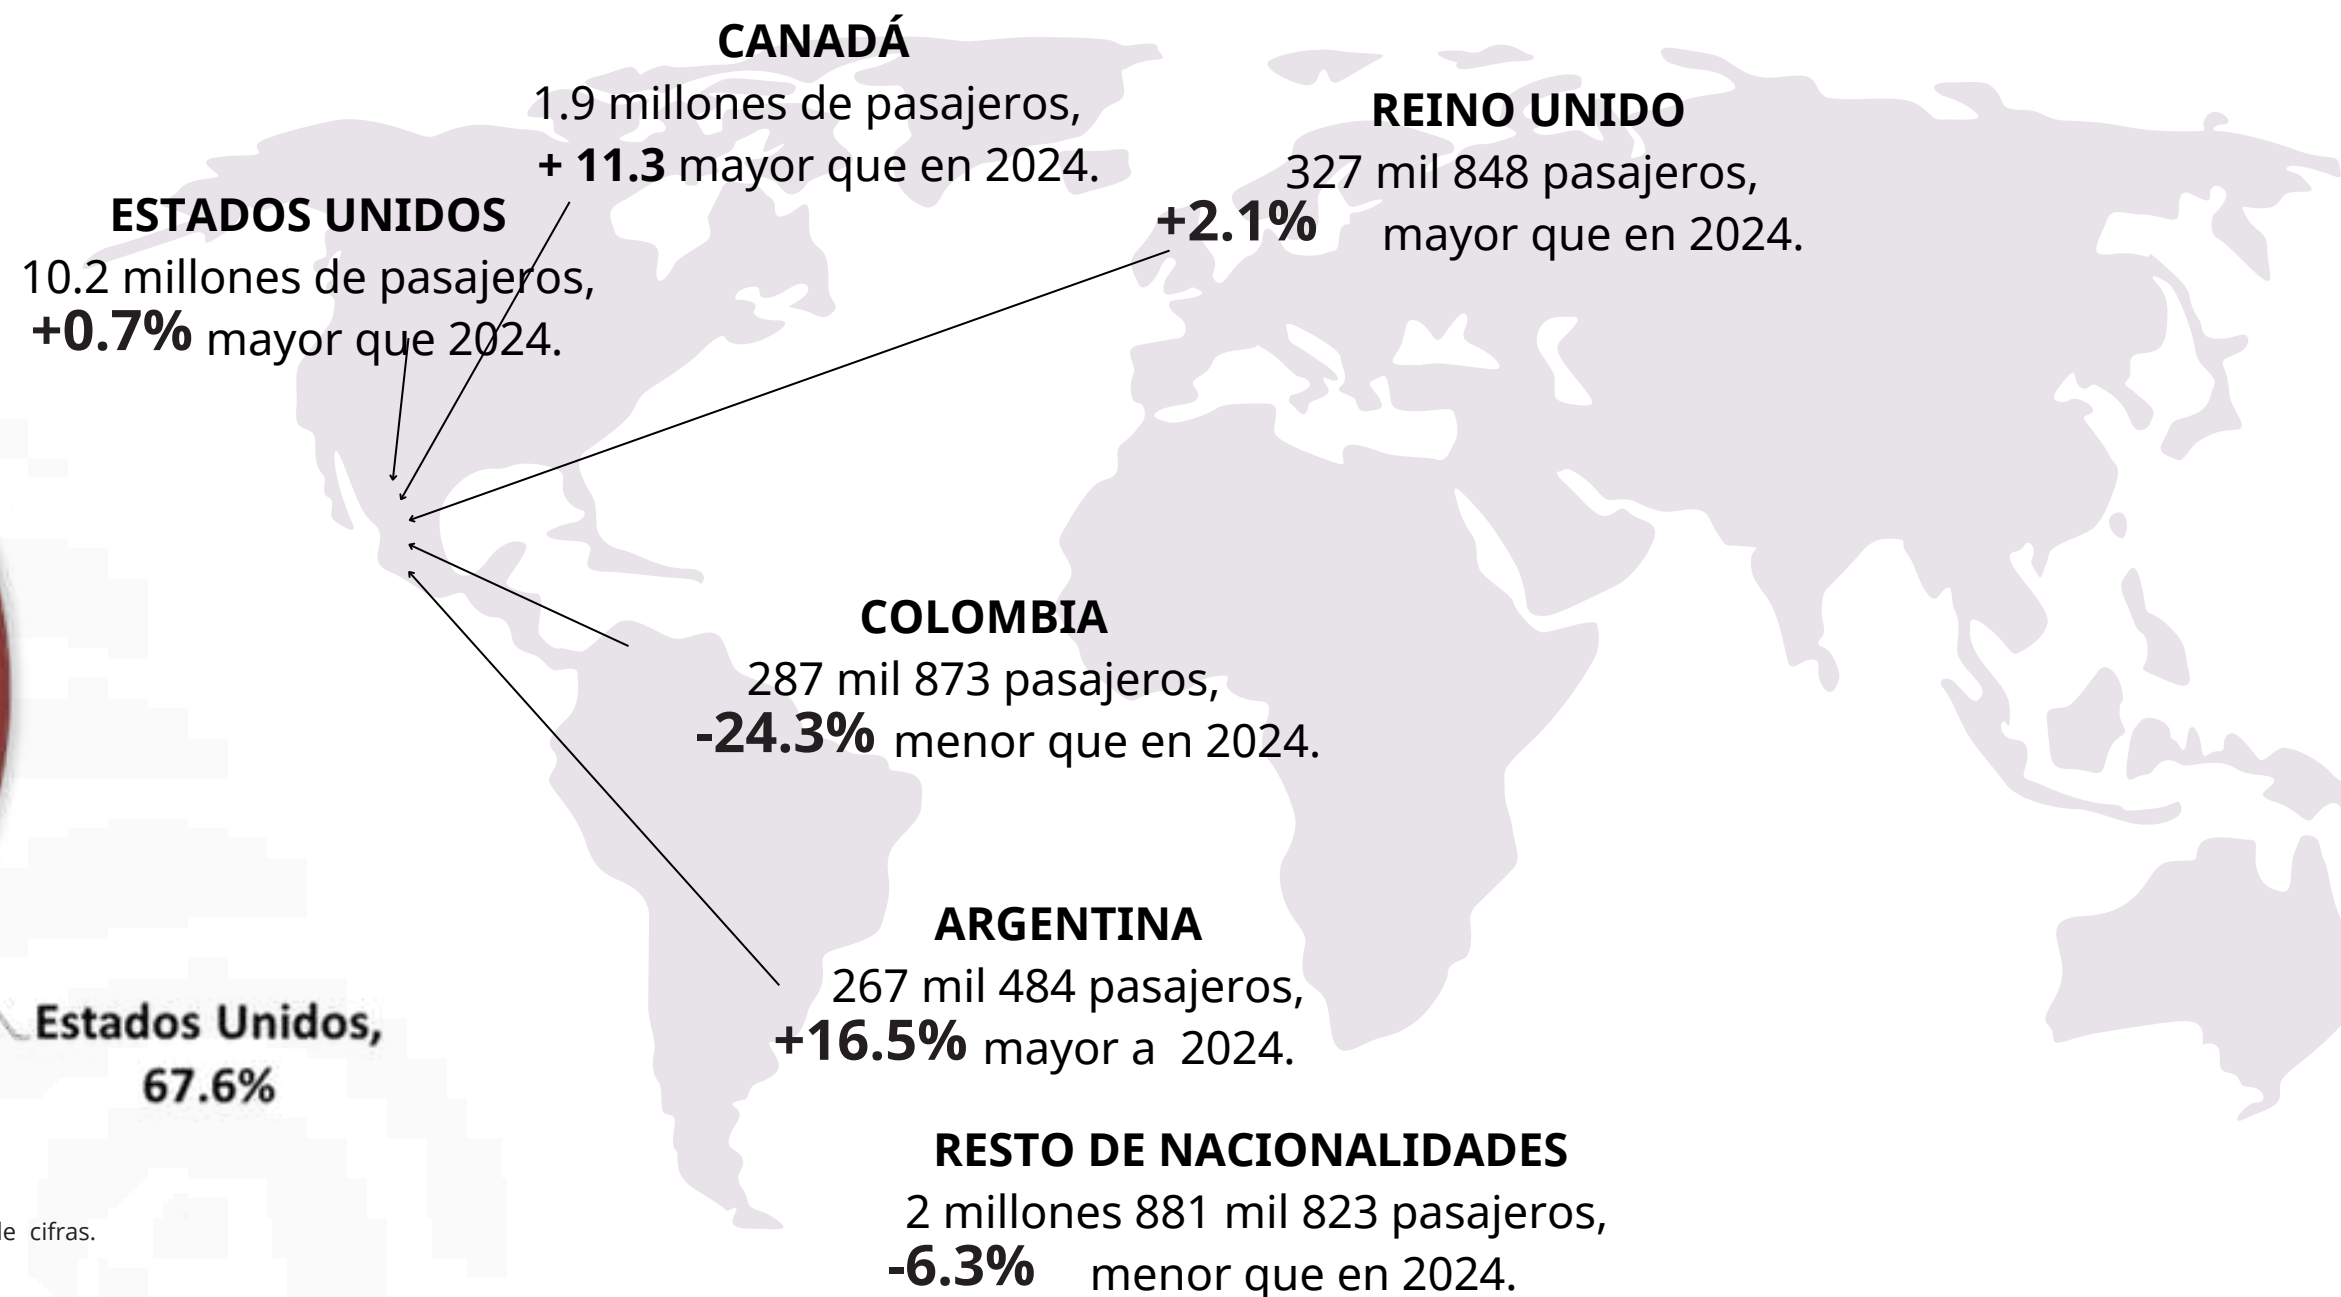 CANADÁ
1.9 millones de pasajeros,
+ 11.3 mayor que en 2024.
REINO UNIDO
327 mil 848 pasajeros,
+2.1% mayor que en 2024.
ESTADOS UNIDOS
10.2 millones de pasajeros,
+0.7% mayor que 2024.
COLOMBIA
287 mil 873 pasajeros,
-24.3% menor que en 2024.
ARGENTINA
267 mil 484 pasajeros,
+16.5% mayor a 2024.
Estados Unidos,
67.6%
RESTO DE NACIONALIDADES
2 millones 881 mil 823 pasajeros,
-6.3% menor que en 2024.
cifras.